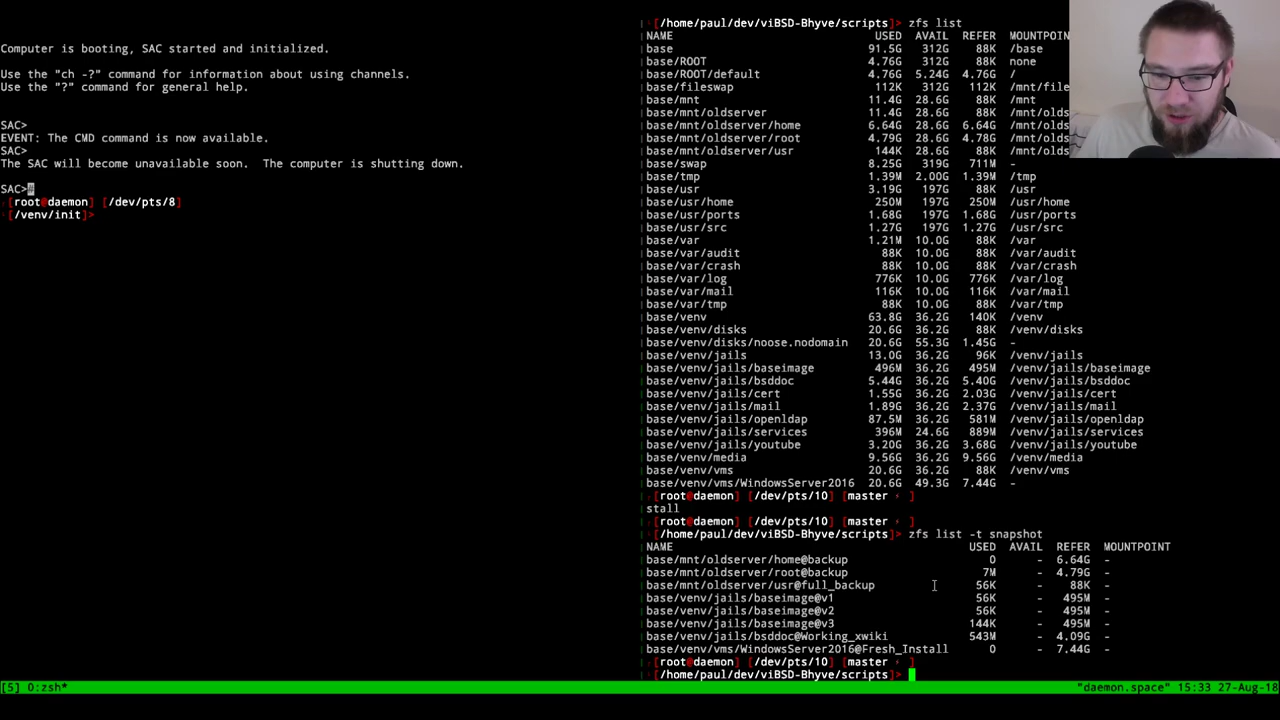 Computer is booting, SAC started and initialized.
Use the "ch -?" command for information about using channels.
Use the "?" command for general help.
SAC>
EVENT: The CMD command is now available.
SAC>
The SAC will become unavailable soon.  The computer is shutting down.
SAC>#
[root@daemon] [/dev/pts/8]
[/venv/init]>
[/home/paul/dev/viBSD-Bhyve/scripts]> zfs list
NAME USED AVAIL REFER MOUNTPOINT
base 91.5G 312G 88K /base
base/ROOT 4.76G 312G 88K none
base/ROOT/default 4.76G 5.24G 4.76G /
base/fileswap 112K 312G 112K /mnt/file
base/mnt 11.4G 28.6G 88K /mnt
base/mnt/oldserver 11.4G 28.6G 88K /mnt/olds
base/mnt/oldserver/home 6.64G 28.6G 6.64G /mnt/olds
base/mnt/oldserver/root 4.79G 28.6G 4.78G /mnt/olds
base/mnt/oldserver/usr 144K 28.6G 88K /mnt/olds
base/swap 8.25G 319G 711M -
base/tmp 1.39M 2.00G 1.39M /tmp
base/usr 3.19G 197G 88K /usr
base/usr/home 250M 197G 250M /usr/home
base/usr/ports 1.68G 197G 1.68G /usr/ports
base/usr/src 1.27G 197G 1.27G /usr/src
base/var 1.21M 10.0G 88K /var
base/var/audit 88K 10.0G 88K /var/audit
base/var/crash 88K 10.0G 88K /var/crash
base/var/log 776K 10.0G 776K /var/log
base/var/mail 116K 10.0G 116K /var/mail
base/var/tmp 88K 10.0G 88K /var/tmp
base/venv 63.8G 36.2G 140K /venv
base/venv/disks 20.6G 36.2G 88K /venv/disks
base/venv/disks/noose.nodomain 20.6G 55.3G 1.45G -
base/venv/jails 13.0G 36.2G 96K /venv/jails
base/venv/jails/baseimage 496M 36.2G 495M /venv/jails/baseimage
base/venv/jails/bsddoc 5.44G 36.2G 5.40G /venv/jails/bsddoc
base/venv/jails/cert 1.55G 36.2G 2.03G /venv/jails/cert
base/venv/jails/mail 1.89G 36.2G 2.37G /venv/jails/mail
base/venv/jails/openldap 87.5M 36.2G 581M /venv/jails/openldap
base/venv/jails/services 396M 24.6G 889M /venv/jails/services
base/venv/jails/youtube 3.20G 36.2G 3.68G /venv/jails/youtube
base/venv/media 9.56G 36.2G 9.56G /venv/media
base/venv/vms 20.6G 36.2G 88K /venv/vms
base/venv/vms/WindowsServer2016 20.6G 49.3G 7.44G -
[root@daemon] [/dev/pts/10] [master ⚡ ]
stall
[root@daemon] [/dev/pts/10] [master ⚡ ]
[/home/paul/dev/viBSD-Bhyve/scripts]> zfs list -t snapshot
NAME USED AVAIL REFER MOUNTPOINT
base/mnt/oldserver/home@backup 0 - 6.64G -
base/mnt/oldserver/root@backup 7M - 4.79G -
base/mnt/oldserver/usr@full_backup 56K - 88K -
base/venv/jails/baseimage@v1 56K - 495M -
base/venv/jails/baseimage@v2 56K - 495M -
base/venv/jails/baseimage@v3 144K - 495M -
base/venv/jails/bsddoc@Working_xwiki 543M - 4.09G -
base/venv/vms/WindowsServer2016@Fresh_Install 0 - 7.44G -
[root@daemon] [/dev/pts/10] [master ⚡ ]
[/home/paul/dev/viBSD-Bhyve/scripts]>
[5] 0:zsh* "daemon.space" 15:33 27-Aug-18